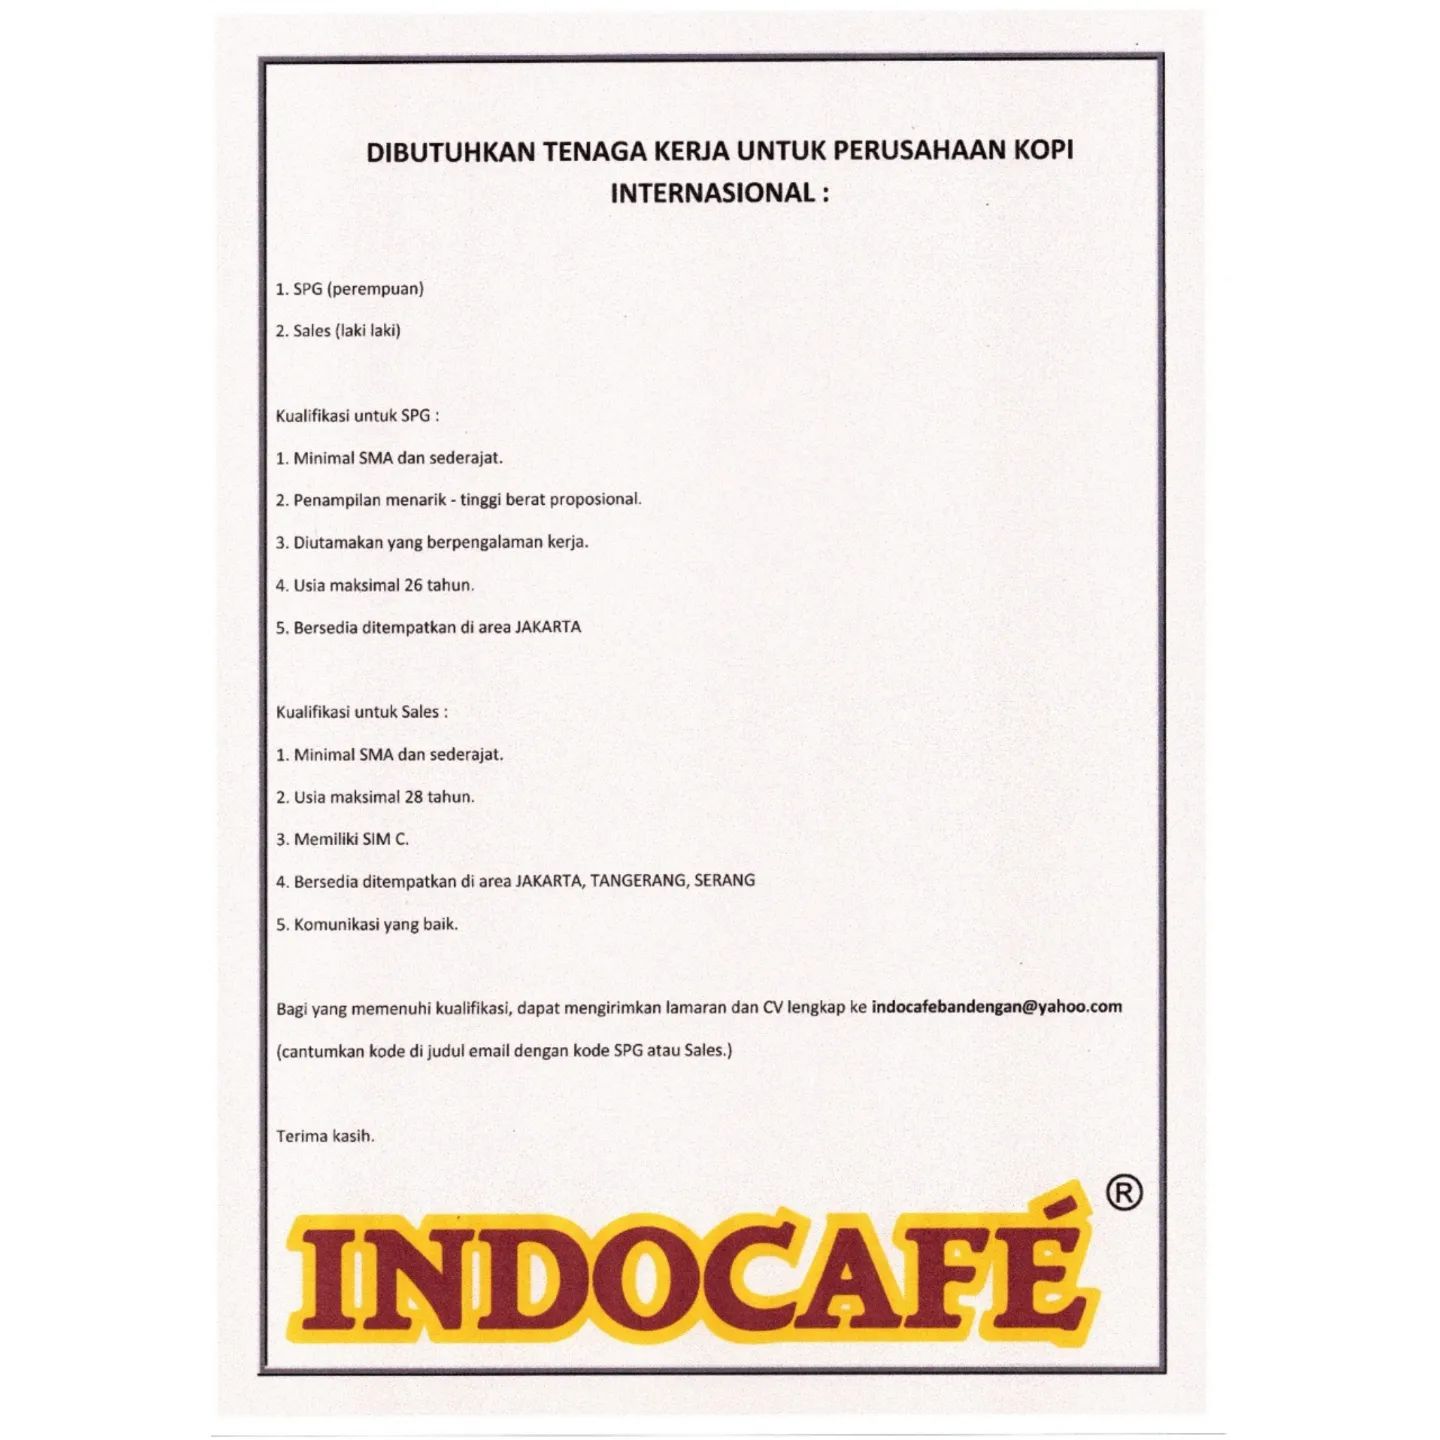 DIBUTUHKAN TENAGA KERJA UNTUK PERUSAHAAN KOPI
INTERNASIONAL :
1. SPG (perempuan)
2. Sales (laki laki)
Kualifikasi untuk SPG :
1. Minimal SMA dan sederajat.
2. Penampilan menarik - tinggi berat proposional.
3. Diutamakan yang berpengalaman kerja.
4. Usia maksimal 26 tahun.
5. Bersedia ditempatkan di area JAKARTA
Kualifikasi untuk Sales :
1. Minimal SMA dan sederajat.
2. Usia maksimal 28 tahun.
3. Memiliki SIM C.
4. Bersedia ditempatkan di area JAKARTA, TANGERANG, SERANG
5. Komunikasi yang baik.
Bagi yang memenuhi kualifikasi, dapat mengirimkan lamaran dan CV lengkap ke indocafebandengan@yahoo.com
(cantumkan kode di judul email dengan kode SPG atau Sales.)
Terima kasih.
INDOCAFÉ ®